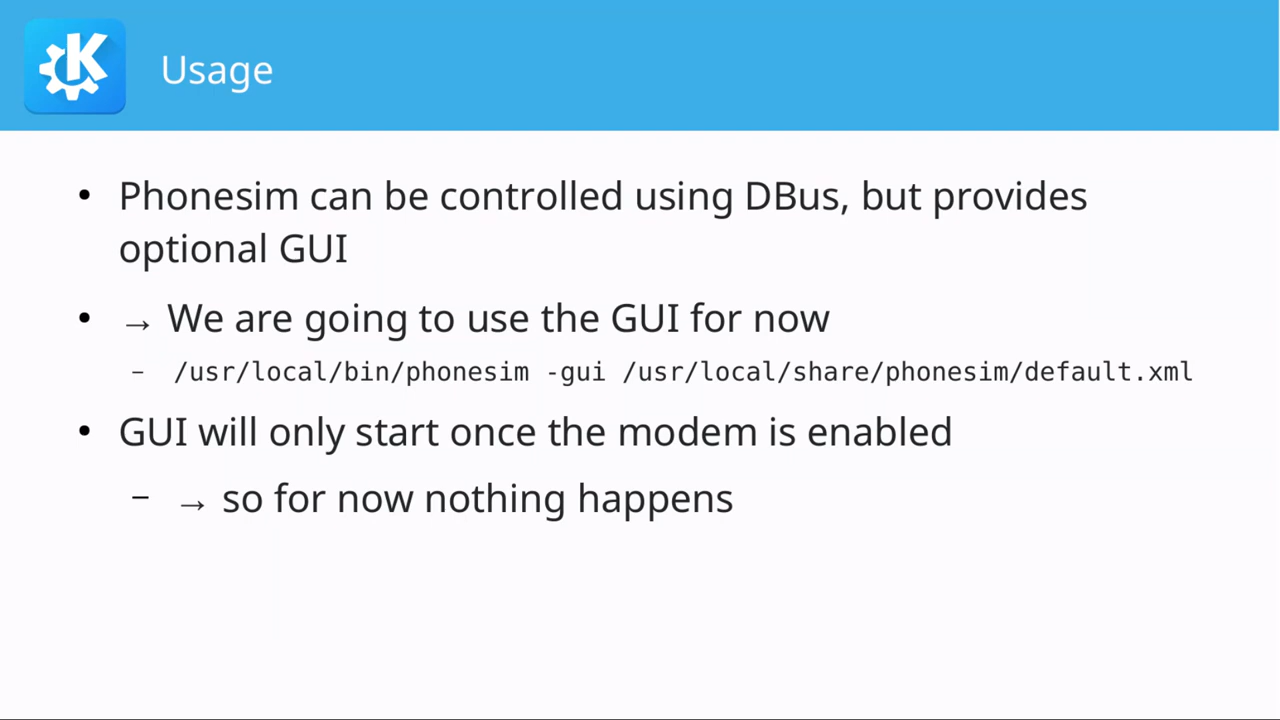 Usage
• Phonesim can be controlled using DBus, but provides
optional GUI
• → We are going to use the GUI for now
– /usr/local/bin/phonesim -gui /usr/local/share/phonesim/default.xml
• GUI will only start once the modem is enabled
– → so for now nothing happens